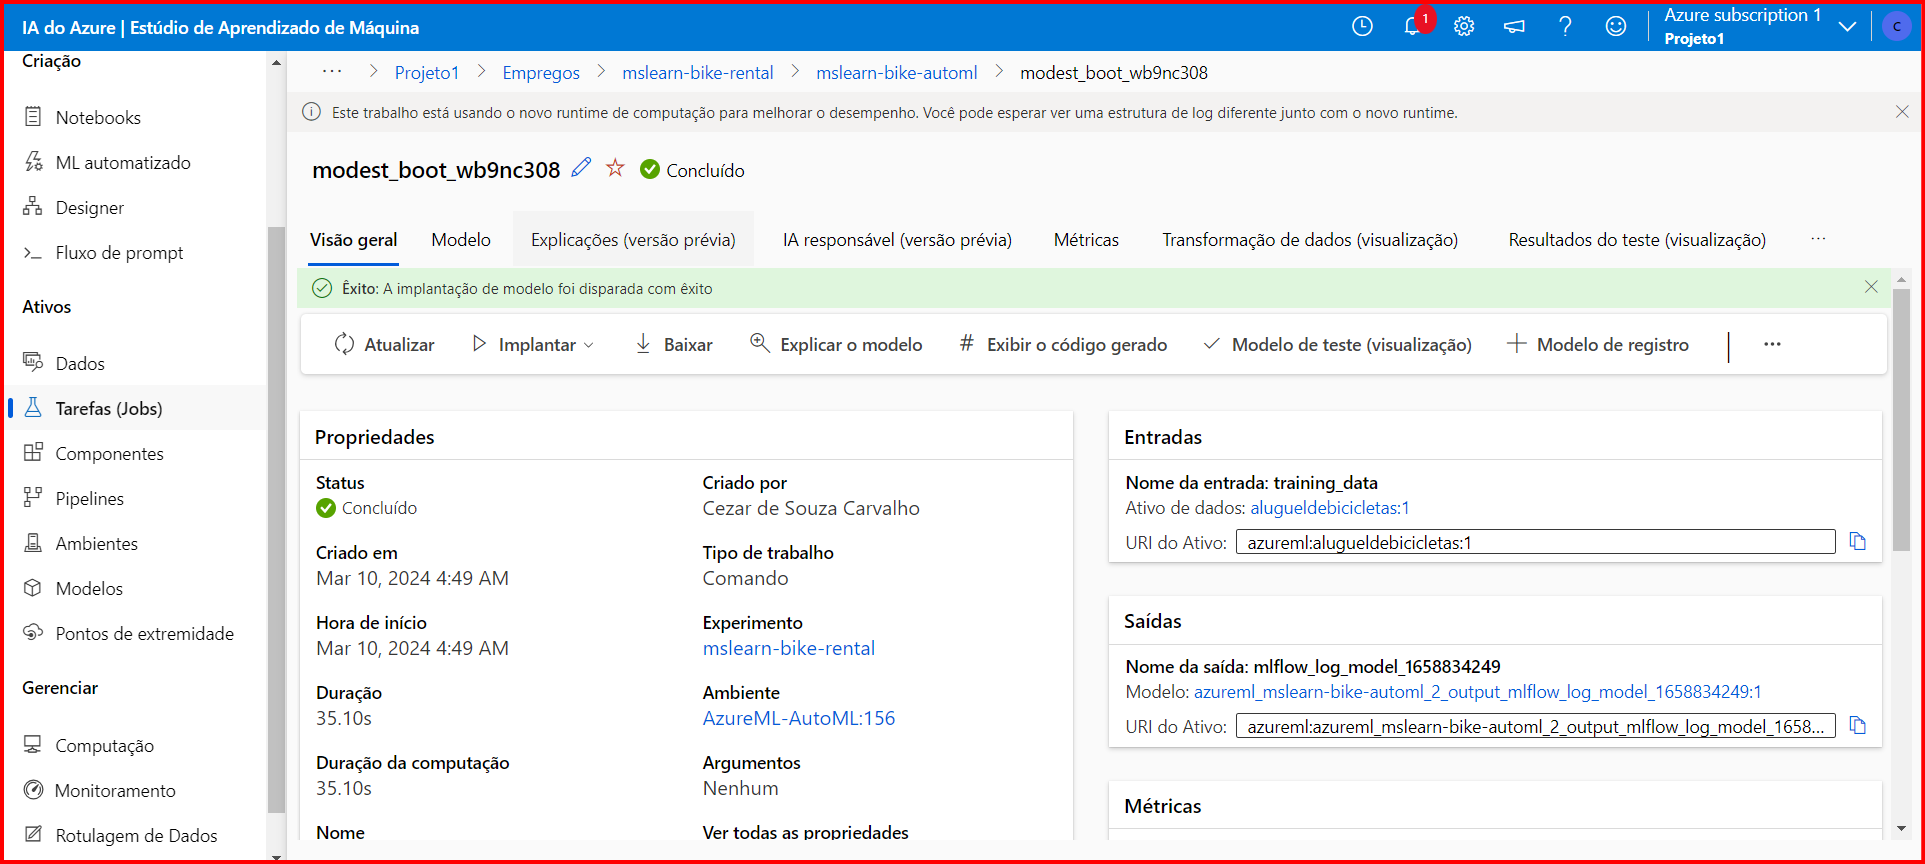 IA do Azure | Estúdio de Aprendizado de Máquina
1
Azure subscription 1
Projeto1
C
Criação
Notebooks
ML automatizado
Designer
Fluxo de prompt
Ativos
Dados
Tarefas (Jobs)
Componentes
Pipelines
Ambientes
Modelos
Pontos de extremidade
Gerenciar
Computação
Monitoramento
Rotulagem de Dados
··· > Projeto1 > Empregos > mslearn-bike-rental > mslearn-bike-automl > modest_boot_wb9nc308
Este trabalho está usando o novo runtime de computação para melhorar o desempenho. Você pode esperar ver uma estrutura de log diferente junto com o novo runtime.
modest_boot_wb9nc308 Concluído
Visão geral Modelo Explicações (versão prévia) IA responsável (versão prévia) Métricas Transformação de dados (visualização) Resultados do teste (visualização) ···
Êxito: A implantação de modelo foi disparada com êxito
Atualizar Implantar Baixar Explicar o modelo # Exibir o código gerado Modelo de teste (visualização) Modelo de registro ···
Propriedades
Status
Concluído
Criado em
Mar 10, 2024 4:49 AM
Hora de início
Mar 10, 2024 4:49 AM
Duração
35.10s
Duração da computação
35.10s
Nome
Criado por
Cezar de Souza Carvalho
Tipo de trabalho
Comando
Experimento
mslearn-bike-rental
Ambiente
AzureML-AutoML:156
Argumentos
Nenhum
Ver todas as propriedades
Entradas
Nome da entrada: training_data
Ativo de dados: alugueldebicicletas:1
URI do Ativo: azureml:alugueldebicicletas:1
Saídas
Nome da saída: mlflow_log_model_1658834249
Modelo: azureml_mslearn-bike-automl_2_output_mlflow_log_model_1658834249:1
URI do Ativo: azureml:azureml_mslearn-bike-automl_2_output_mlflow_log_model_1658...
Métricas